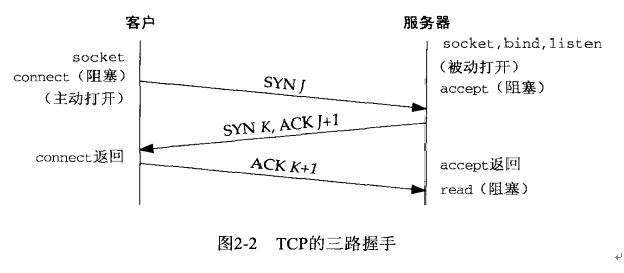 客户
服务器
socket
connect（阻塞）
（主动打开）
socket,bind,listen
（被动打开）
accept（阻塞）
SYN J
SYN K, ACK J+1
connect返回
ACK K+1
accept返回
read（阻塞）
图2-2 TCP的三路握手